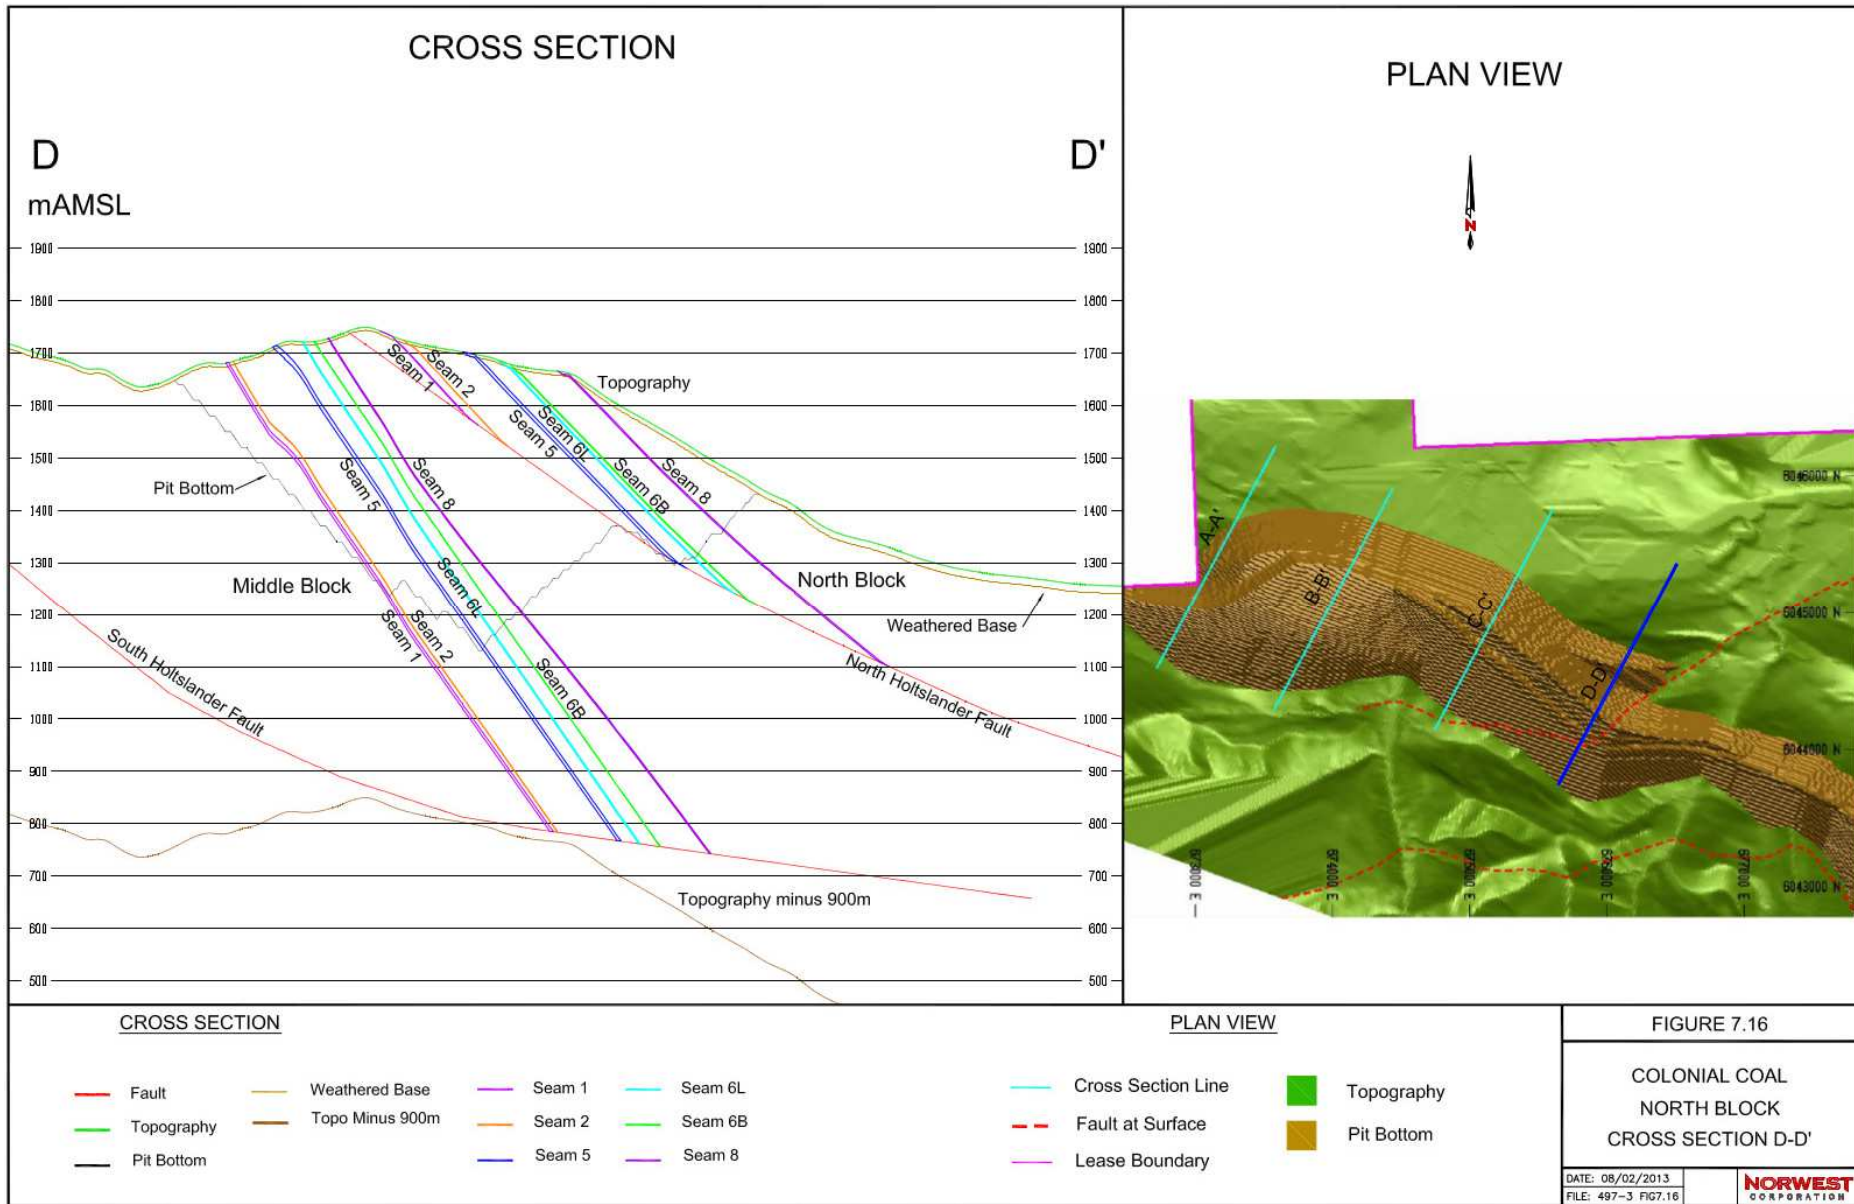 CROSS SECTION
D
D'
mAMSL
1900
1900
1800
1800
1700
1700
1600
1600
1500
1500
1400
1400
1300
1300
1200
1200
1100
1100
1000
1000
900
900
800
800
700
700
600
600
500
500
Seam 1
Seam 2
Seam 5
Seam 6L
Seam 6B
Seam 8
Topography
Pit Bottom
Seam 5
Seam 8
Middle Block
North Block
Seam 6L
Seam 2
Seam 1
Seam 6B
Weathered Base
South Holtslander Fault
North Holtslander Fault
Topography minus 900m
PLAN VIEW
N
A-A'
B-B'
C-C'
D-D'
6046000 N
6045000 N
6044000 N
6043000 N
673000 E
674000 E
675000 E
676000 E
677000 E
CROSS SECTION
Fault
Topography
Pit Bottom
Weathered Base
Topo Minus 900m
Seam 1
Seam 2
Seam 5
Seam 6L
Seam 6B
Seam 8
PLAN VIEW
Cross Section Line
Fault at Surface
Lease Boundary
Topography
Pit Bottom
FIGURE 7.16
COLONIAL COAL
NORTH BLOCK
CROSS SECTION D-D'
DATE: 08/02/2013
FILE: 497-3 FIG7.16
NORWEST
CORPORATION